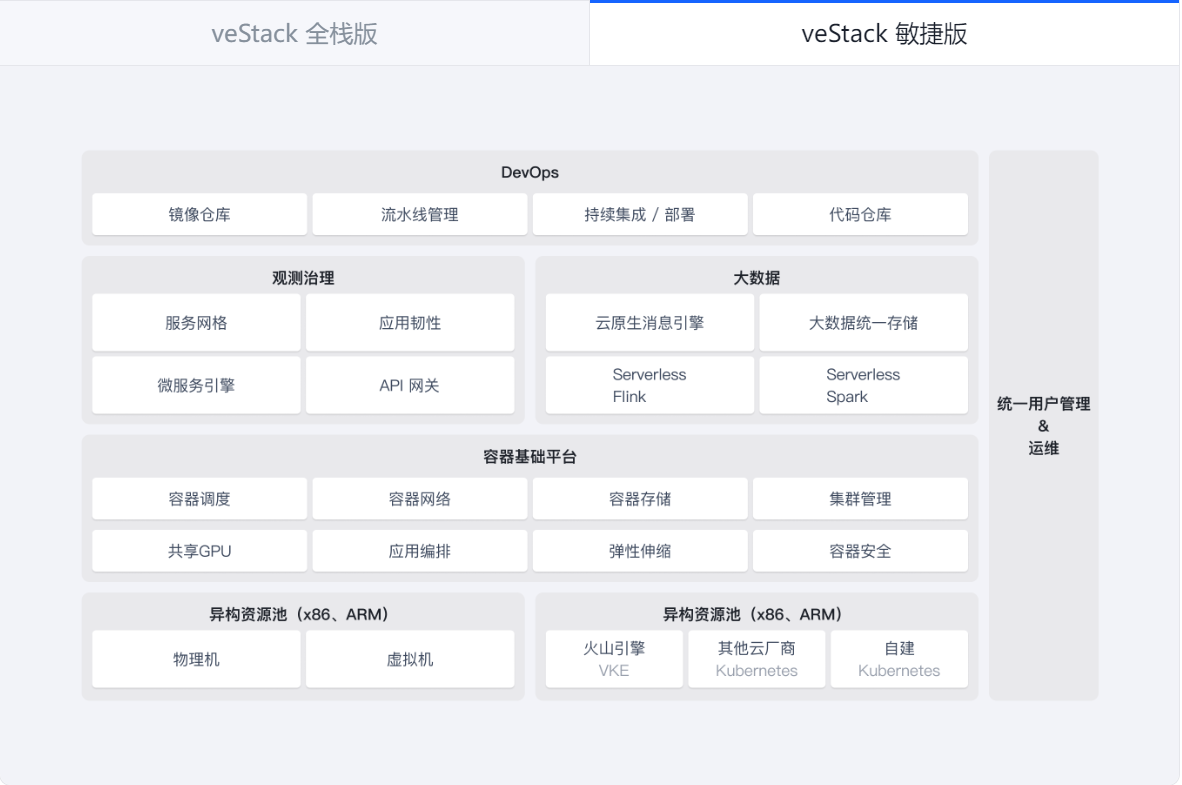 veStack 全栈版
veStack 敏捷版
DevOps
镜像仓库
流水线管理
持续集成 / 部署
代码仓库
观测治理
服务网格
应用韧性
微服务引擎
API 网关
大数据
云原生消息引擎
大数据统一存储
Serverless
Flink
Serverless
Spark
容器基础平台
容器调度
容器网络
容器存储
集群管理
共享GPU
应用编排
弹性伸缩
容器安全
异构资源池（x86、ARM）
物理机
虚拟机
异构资源池（x86、ARM）
火山引擎
VKE
其他云厂商
Kubernetes
自建
Kubernetes
统一用户管理
&
运维